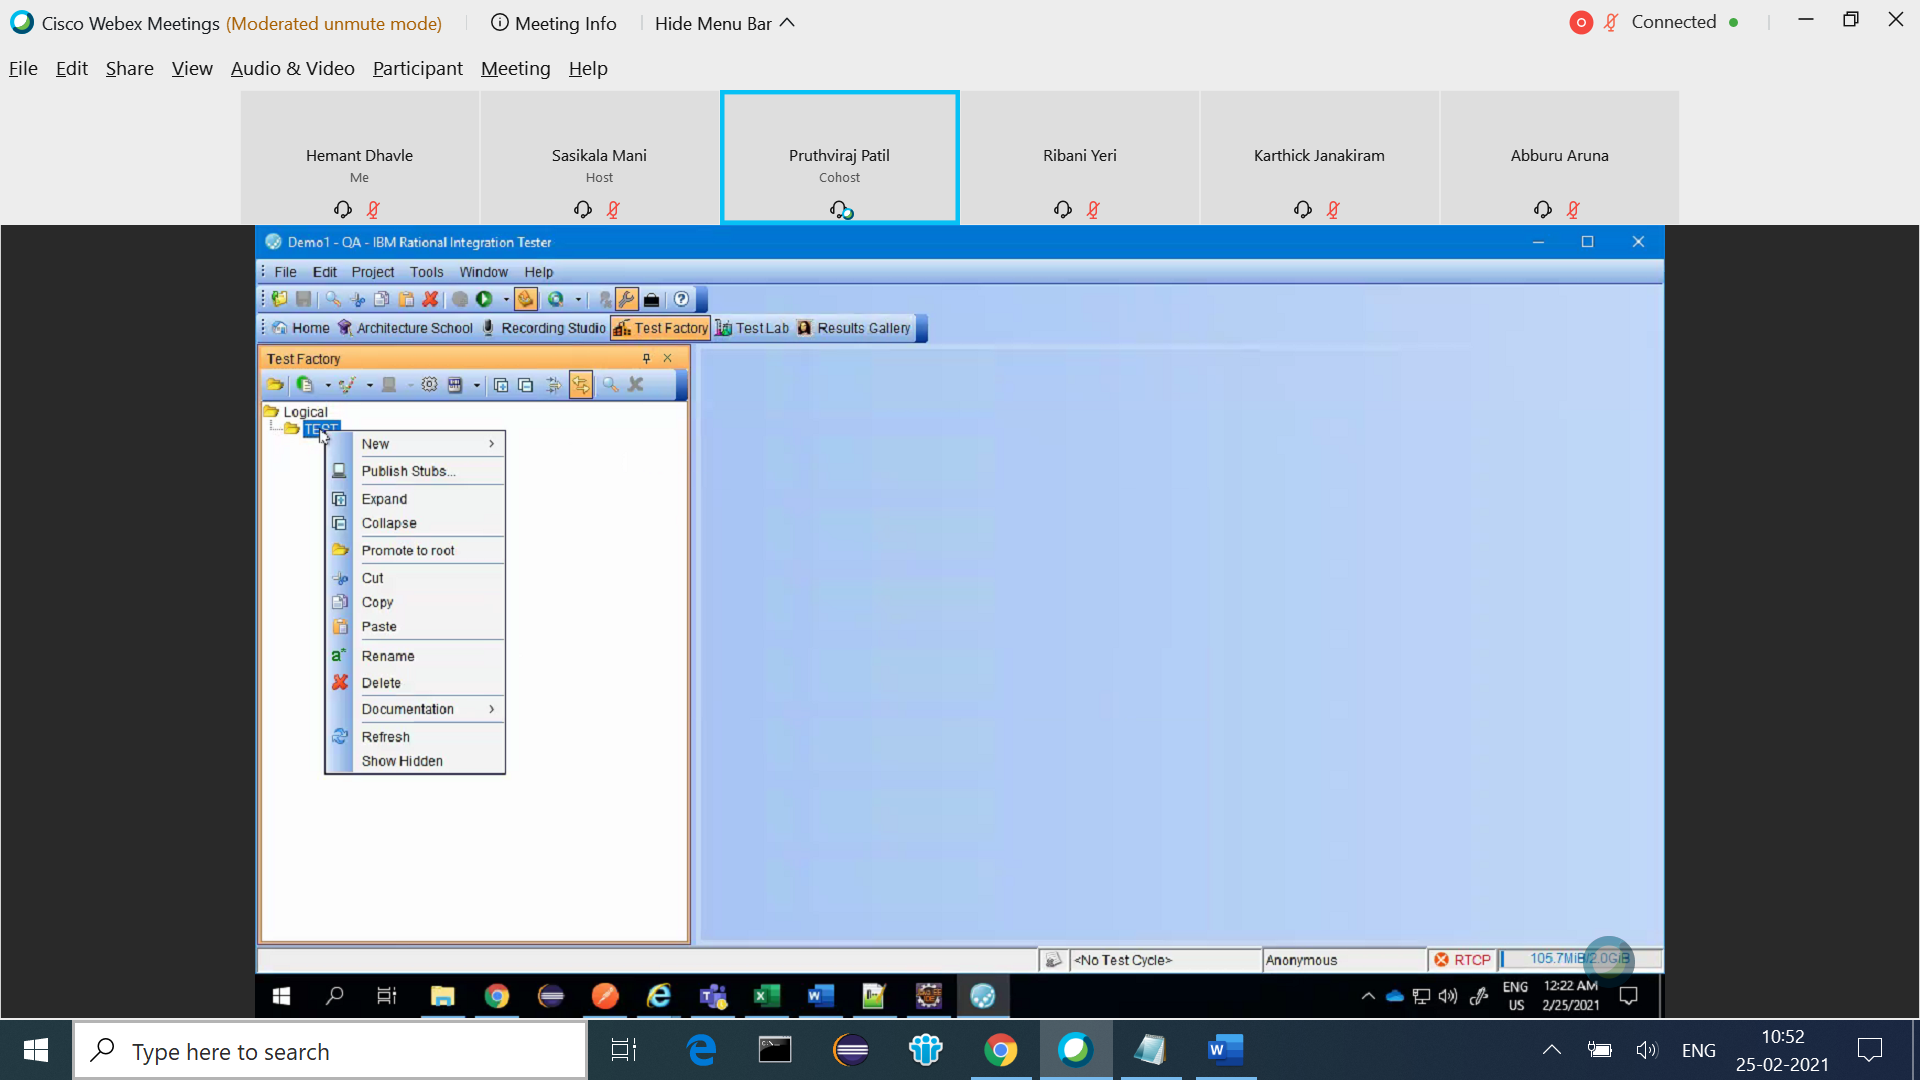 Cisco Webex Meetings (Moderated unmute mode) Meeting Info Hide Menu Bar Connected
File Edit Share View Audio & Video Participant Meeting Help
Hemant Dhavle Sasikala Mani Pruthviraj Patil Ribani Yeri Karthick Janakiram Abburu Aruna
Me Host Cohost
Demo1 - QA - IBM Rational Integration Tester
File Edit Project Tools Window Help
Home Architecture School Recording Studio Test Factory Test Lab Results Gallery
Test Factory
Logical
TEST
New
Publish Stubs...
Expand
Collapse
Promote to root
Cut
Copy
Paste
Rename
Delete
Documentation
Refresh
Show Hidden
<No Test Cycle> Anonymous RTCP 105.7MiB/2.0GiB
ENG 12:22 AM
US 2/25/2021
Type here to search
ENG 10:52
25-02-2021